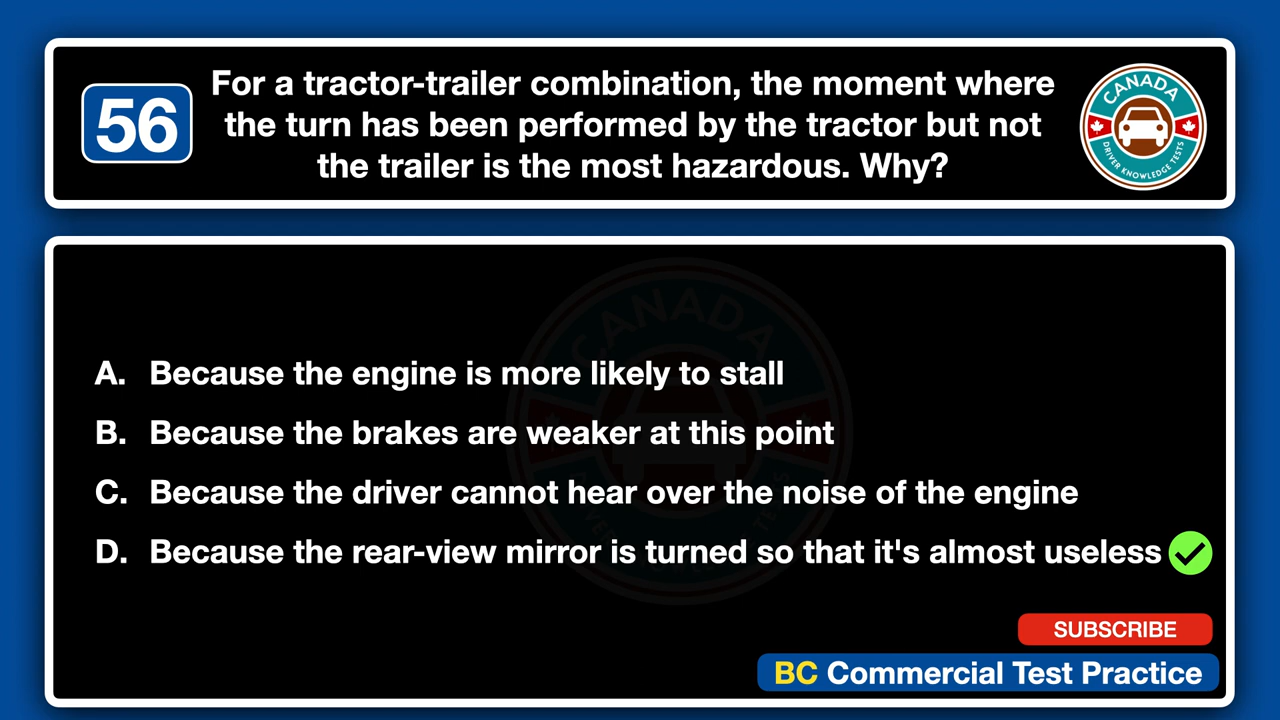 56
For a tractor-trailer combination, the moment where
the turn has been performed by the tractor but not
the trailer is the most hazardous. Why?
CANADA
DRIVER KNOWLEDGE TESTS
A. Because the engine is more likely to stall
B. Because the brakes are weaker at this point
C. Because the driver cannot hear over the noise of the engine
D. Because the rear-view mirror is turned so that it's almost useless
SUBSCRIBE
BC Commercial Test Practice